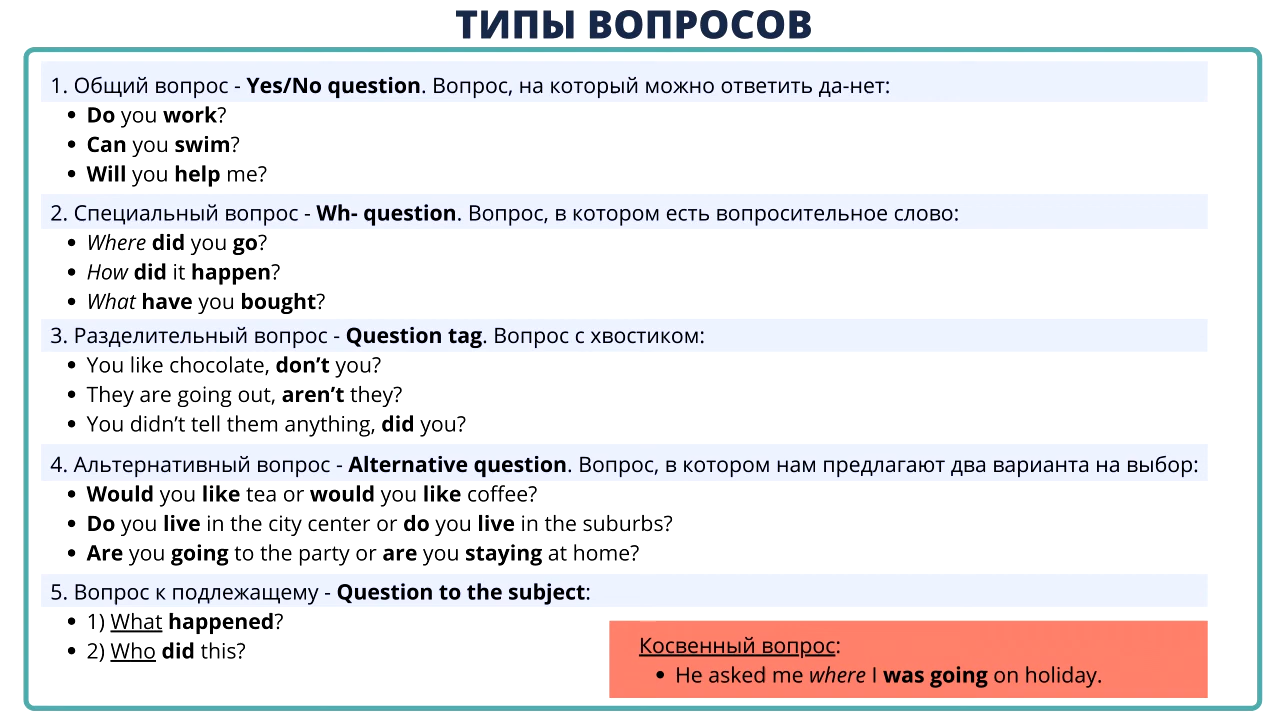 ТИПЫ ВОПРОСОВ
1. Общий вопрос - Yes/No question. Вопрос, на который можно ответить да-нет:
• Do you work?
• Can you swim?
• Will you help me?
2. Специальный вопрос - Wh- question. Вопрос, в котором есть вопросительное слово:
• Where did you go?
• How did it happen?
• What have you bought?
3. Разделительный вопрос - Question tag. Вопрос с хвостиком:
• You like chocolate, don’t you?
• They are going out, aren’t they?
• You didn’t tell them anything, did you?
4. Альтернативный вопрос - Alternative question. Вопрос, в котором нам предлагают два варианта на выбор:
• Would you like tea or would you like coffee?
• Do you live in the city center or do you live in the suburbs?
• Are you going to the party or are you staying at home?
5. Вопрос к подлежащему - Question to the subject:
• 1) What happened?
• 2) Who did this?
Косвенный вопрос:
• He asked me where I was going on holiday.